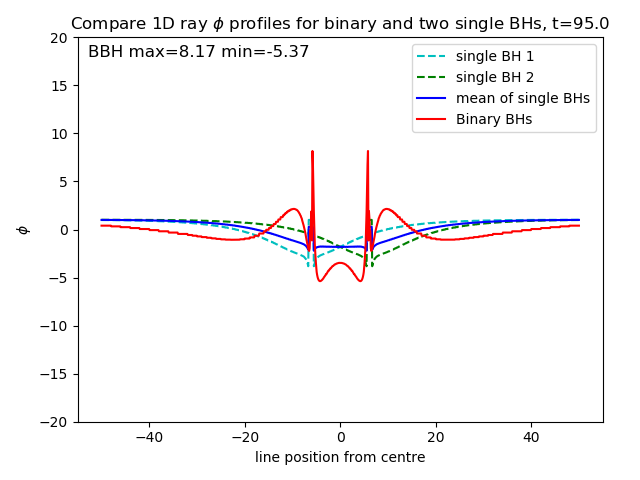 Compare 1D ray ϕ profiles for binary and two single BHs, t=95.0
BBH max=8.17 min=-5.37
single BH 1
single BH 2
mean of single BHs
Binary BHs
20
15
10
5
0
−5
−10
−15
−20
ϕ
−40 −20 0 20 40
line position from centre